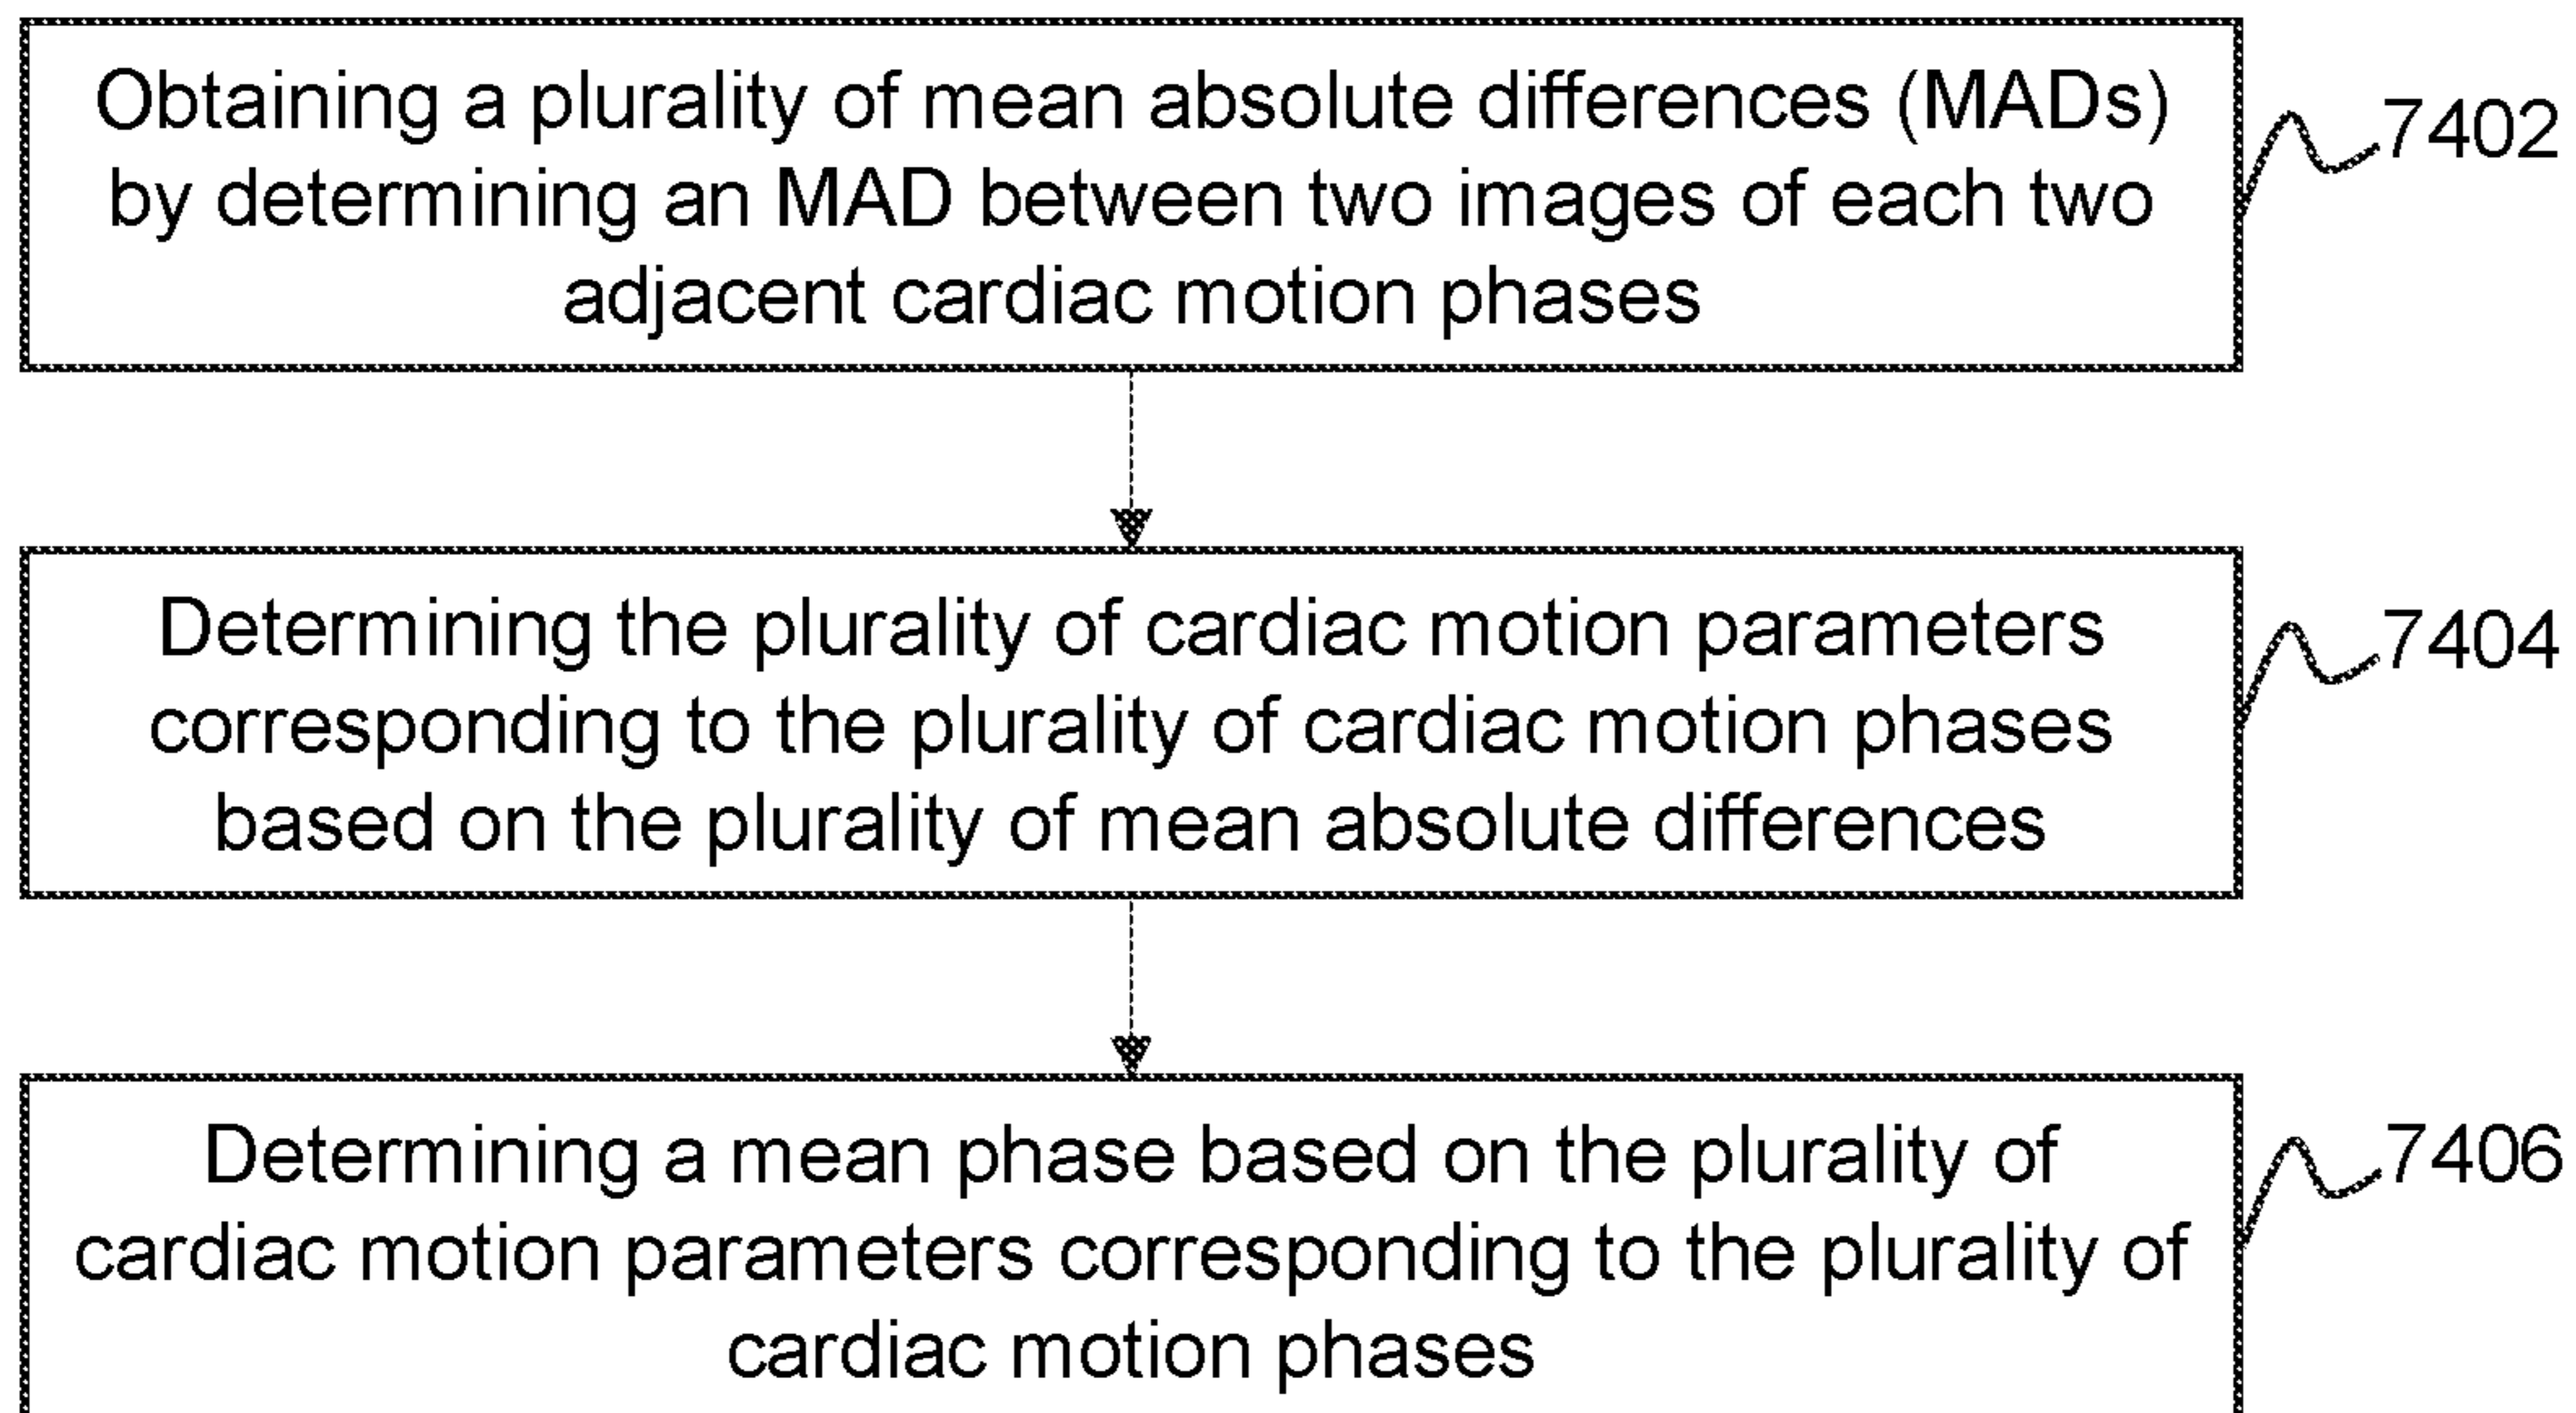 Obtaining a plurality of mean absolute differences (MADs)
by determining an MAD between two images of each two
adjacent cardiac motion phases
7402
Determining the plurality of cardiac motion parameters
corresponding to the plurality of cardiac motion phases
based on the plurality of mean absolute differences
7404
Determining a mean phase based on the plurality of
cardiac motion parameters corresponding to the plurality of
cardiac motion phases
7406